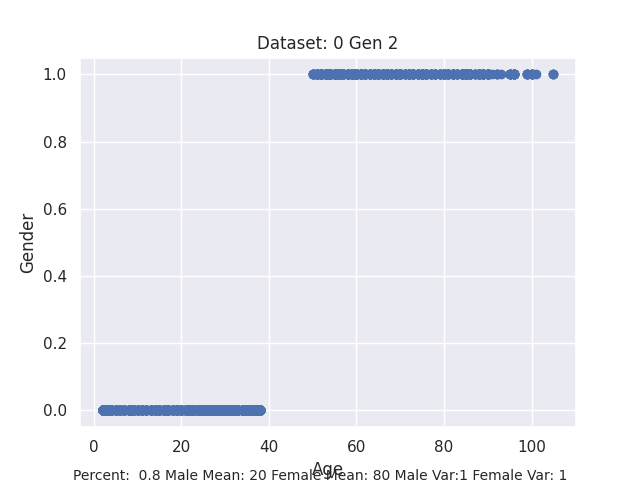 Dataset: 0 Gen 2
1.0
0.8
0.6
0.4
0.2
0.0
Gender
0 20 40 60 80 100
Age
Percent:  0.8 Male Mean: 20 Female Mean: 80 Male Var:1 Female Var: 1